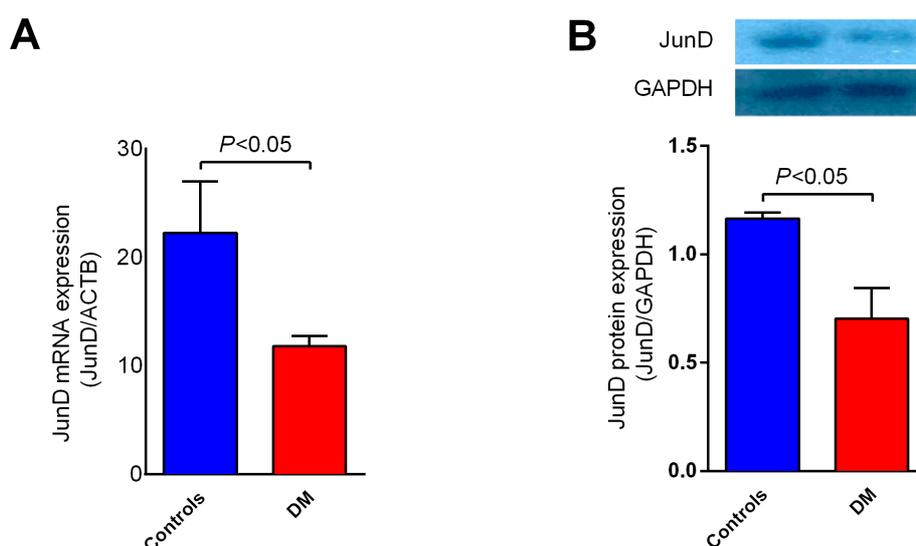 A
P<0.05
30
20
10
0
JunD mRNA expression
(JunD/ACTB)
Controls
DM
B
JunD
GAPDH
P<0.05
1.5
1.0
0.5
0.0
JunD protein expression
(JunD/GAPDH)
Controls
DM